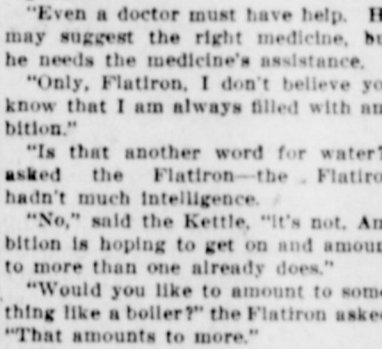 "Even a doctor must have help. H
may suggest the right medicine, bu
he needs the medicine's assistance.
"Only, Flatiron, I don't believe yo
know that I am always filled with am
bition."
"Is that another word for water?
asked the Flatiron—the Flatiro
hadn't much intelligence.
"No," said the Kettle, "it's not. Am
bition is hoping to get on and amoun
to more than one already does."
"Would you like to amount to som
thing like a boiler?" the Flatiron aske
"That amounts to more."